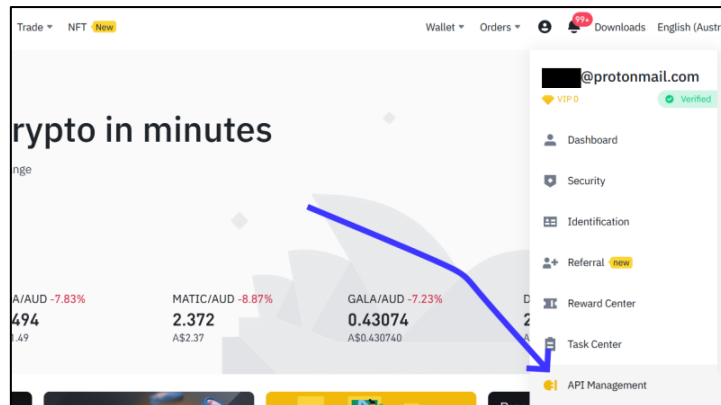 Trade NFT New Wallet Orders 99+ Downloads English (Austr
@protonmail.com
VIP 0 Verified
rypto in minutes
nge
Dashboard
Security
Identification
Referral new
Reward Center
Task Center
API Management
A/AUD -7.83% MATIC/AUD -8.87% GALA/AUD -7.23% D
494 2.372 0.43074 2
1.49 A$2.37 A$0.430740 A